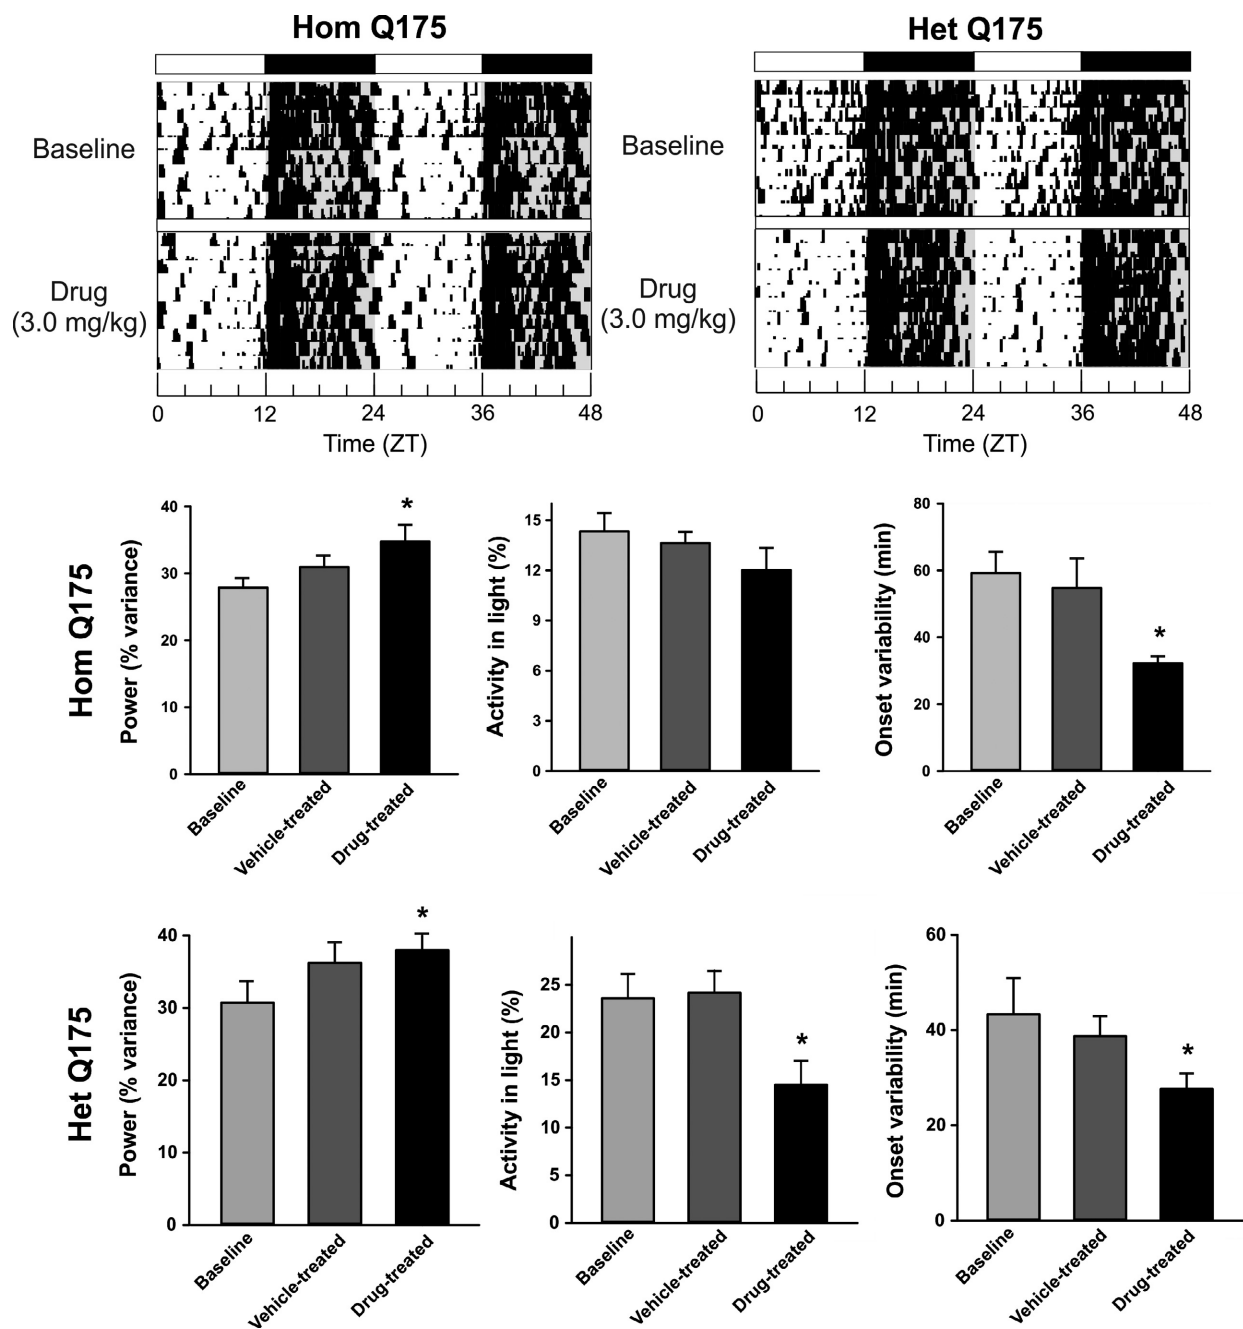 Hom Q175
Het Q175
Baseline
Drug
(3.0 mg/kg)
0 12 24 36 48
Time (ZT)
Baseline
Drug
(3.0 mg/kg)
0 12 24 36 48
Time (ZT)
Hom Q175
Power (% variance)
40
30
20
10
0
*
Baseline
Vehicle-treated
Drug-treated
Activity in light (%)
15
12
9
6
3
0
Baseline
Vehicle-treated
Drug-treated
Onset variability (min)
80
60
40
20
0
*
Baseline
Vehicle-treated
Drug-treated
Het Q175
Power (% variance)
40
30
20
10
0
*
Baseline
Vehicle-treated
Drug-treated
Activity in light (%)
25
20
15
10
5
0
*
Baseline
Vehicle-treated
Drug-treated
Onset variability (min)
60
40
20
0
*
Baseline
Vehicle-treated
Drug-treated